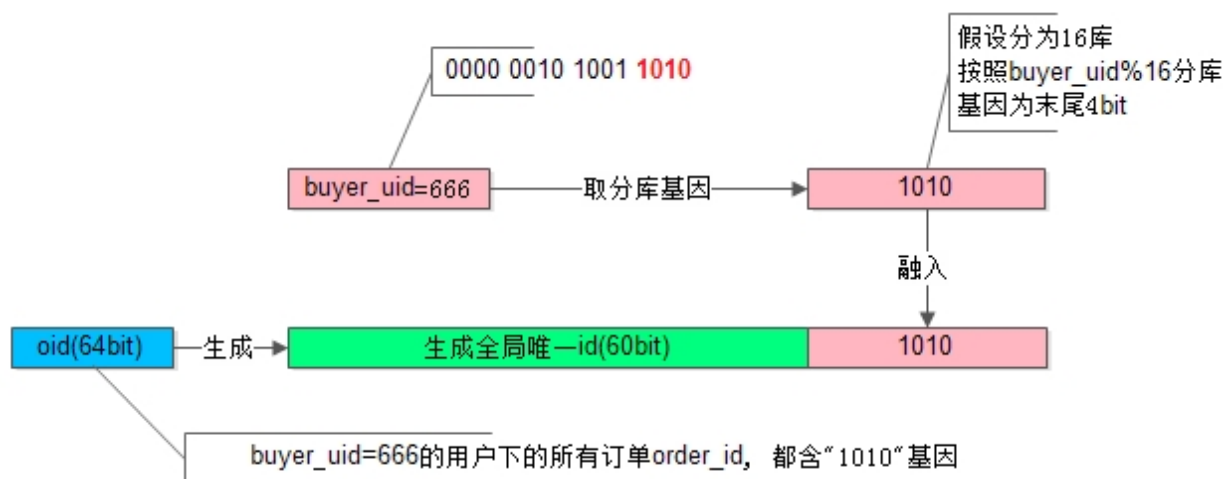 假设分为16库
按照buyer_uid%16分库
基因为末尾4bit
0000 0010 1001 1010
buyer_uid=666
取分库基因
1010
融入
oid(64bit)
生成
生成全局唯一id(60bit)
1010
buyer_uid=666的用户下的所有订单order_id, 都含“1010”基因